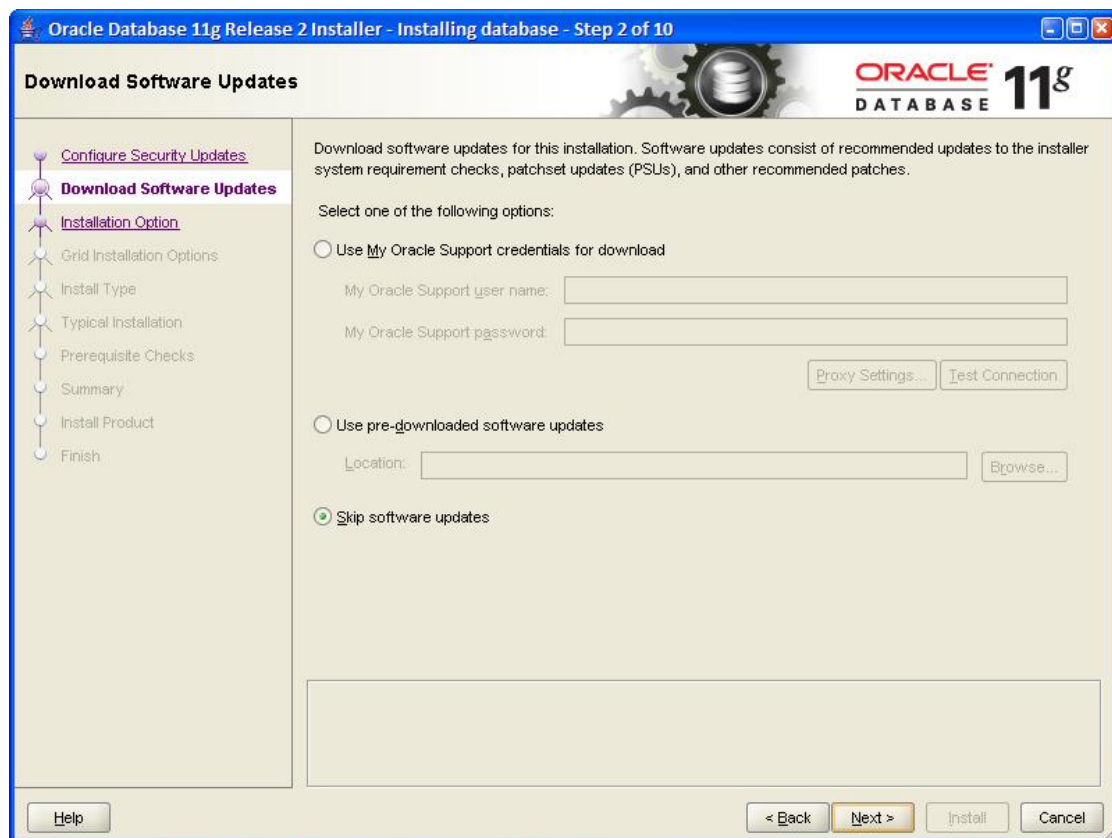 Oracle Database 11g Release 2 Installer - Installing database - Step 2 of 10
Download Software Updates
ORACLE
DATABASE
11g
Configure Security Updates
Download Software Updates
Installation Option
Grid Installation Options
Install Type
Typical Installation
Prerequisite Checks
Summary
Install Product
Finish
Download software updates for this installation. Software updates consist of recommended updates to the installer
system requirement checks, patchset updates (PSUs), and other recommended patches.
Select one of the following options:
Use My Oracle Support credentials for download
My Oracle Support user name:
My Oracle Support password:
Proxy Settings... Test Connection
Use pre-downloaded software updates
Location: Browse...
Skip software updates
Help < Back Next > Install Cancel